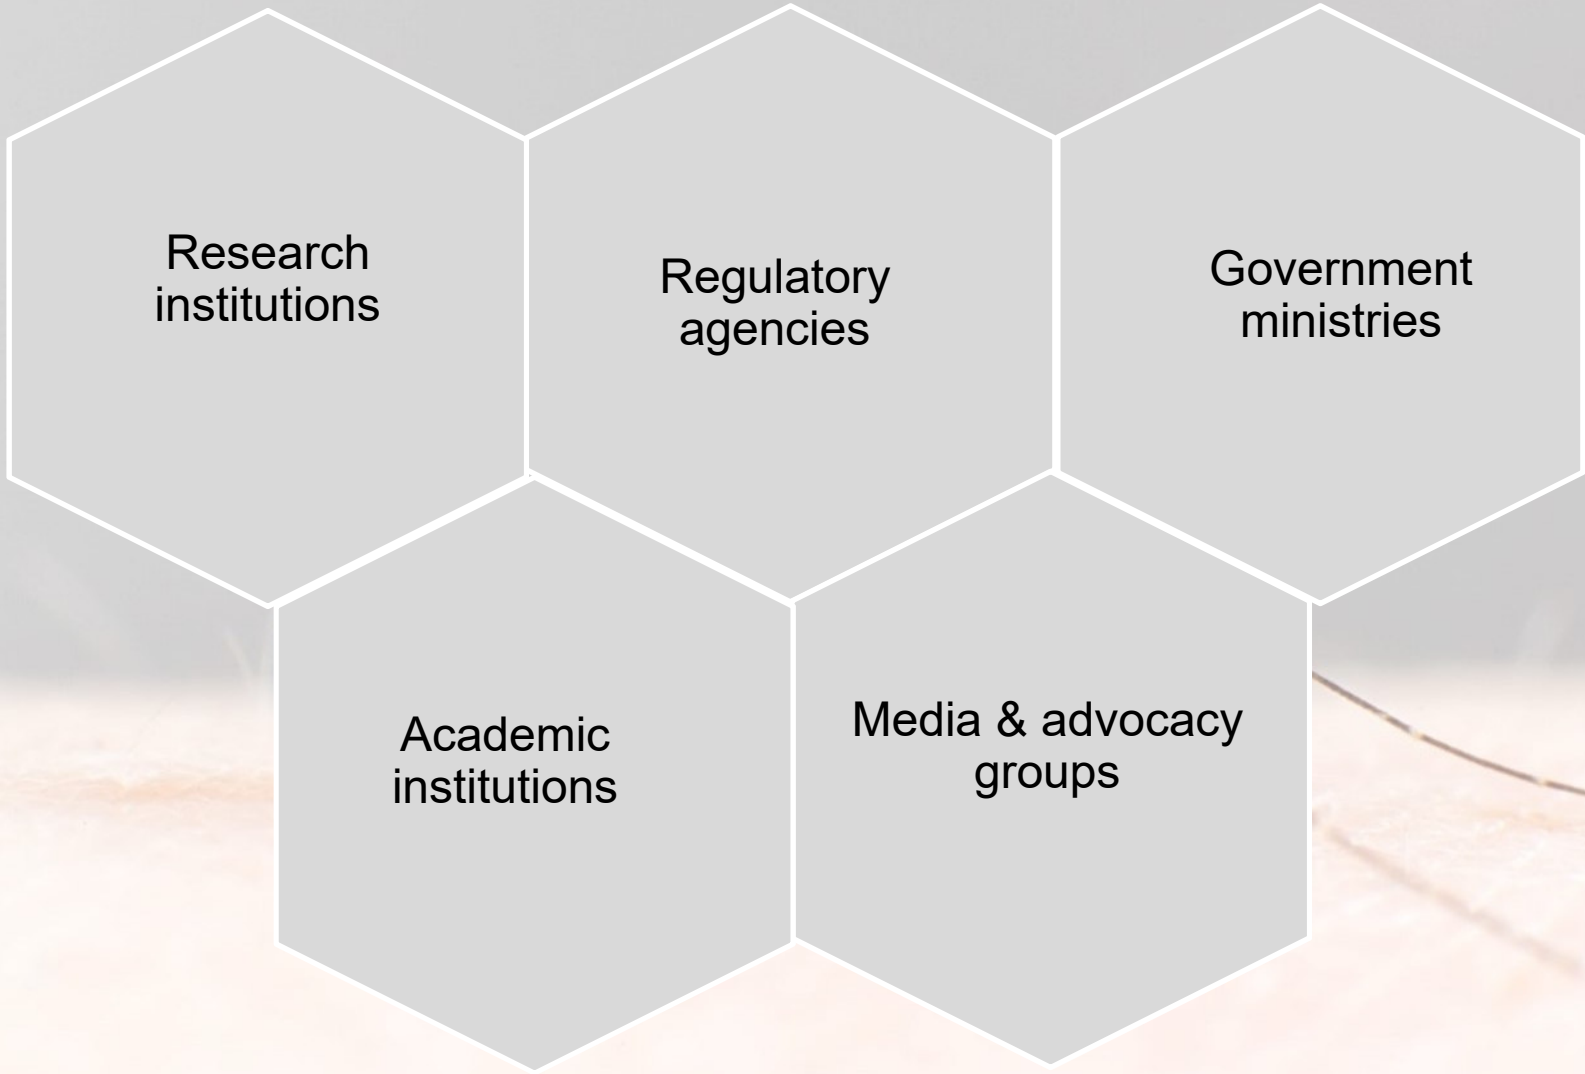 Research
institutions
Regulatory
agencies
Government
ministries
Academic
institutions
Media & advocacy
groups